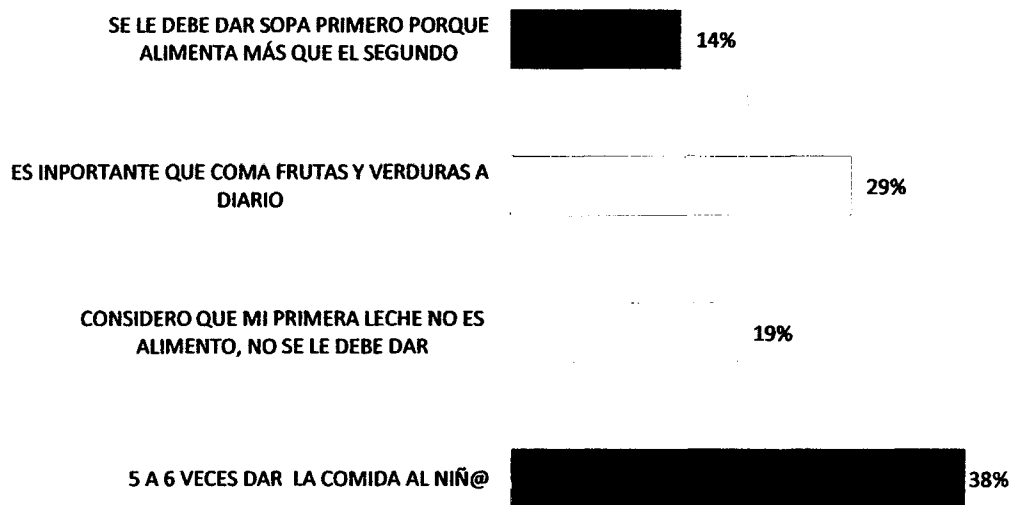 SE LE DEBE DAR SOPA PRIMERO PORQUE
ALIMENTA MÁS QUE EL SEGUNDO
14%
ES INPORTANTE QUE COMA FRUTAS Y VERDURAS A
DIARIO
29%
CONSIDERO QUE MI PRIMERA LECHE NO ES
ALIMENTO, NO SE LE DEBE DAR
19%
5 A 6 VECES DAR LA COMIDA AL NIÑ@
38%